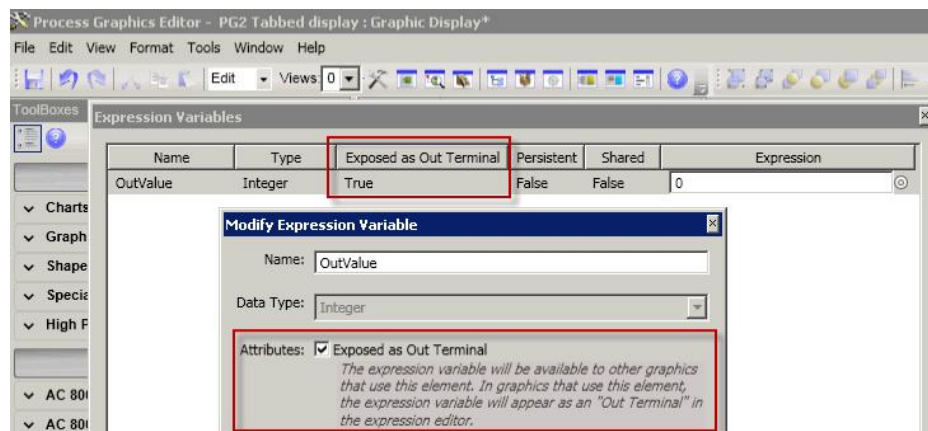 Process Graphics Editor - PG2 Tabbed display : Graphic Display*
File Edit View Format Tools Window Help
Edit Views: 0
ToolBoxes
Expression Variables
Name Type Exposed as Out Terminal Persistent Shared Expression
OutValue Integer True False False 0
Charts
Graph
Shape
Specia
High P
AC 800
AC 800
Modify Expression Variable
Name: OutValue
Data Type: Integer
Attributes: Exposed as Out Terminal
The expression variable will be available to other graphics
that use this element. In graphics that use this element,
the expression variable will appear as an "Out Terminal" in
the expression editor.